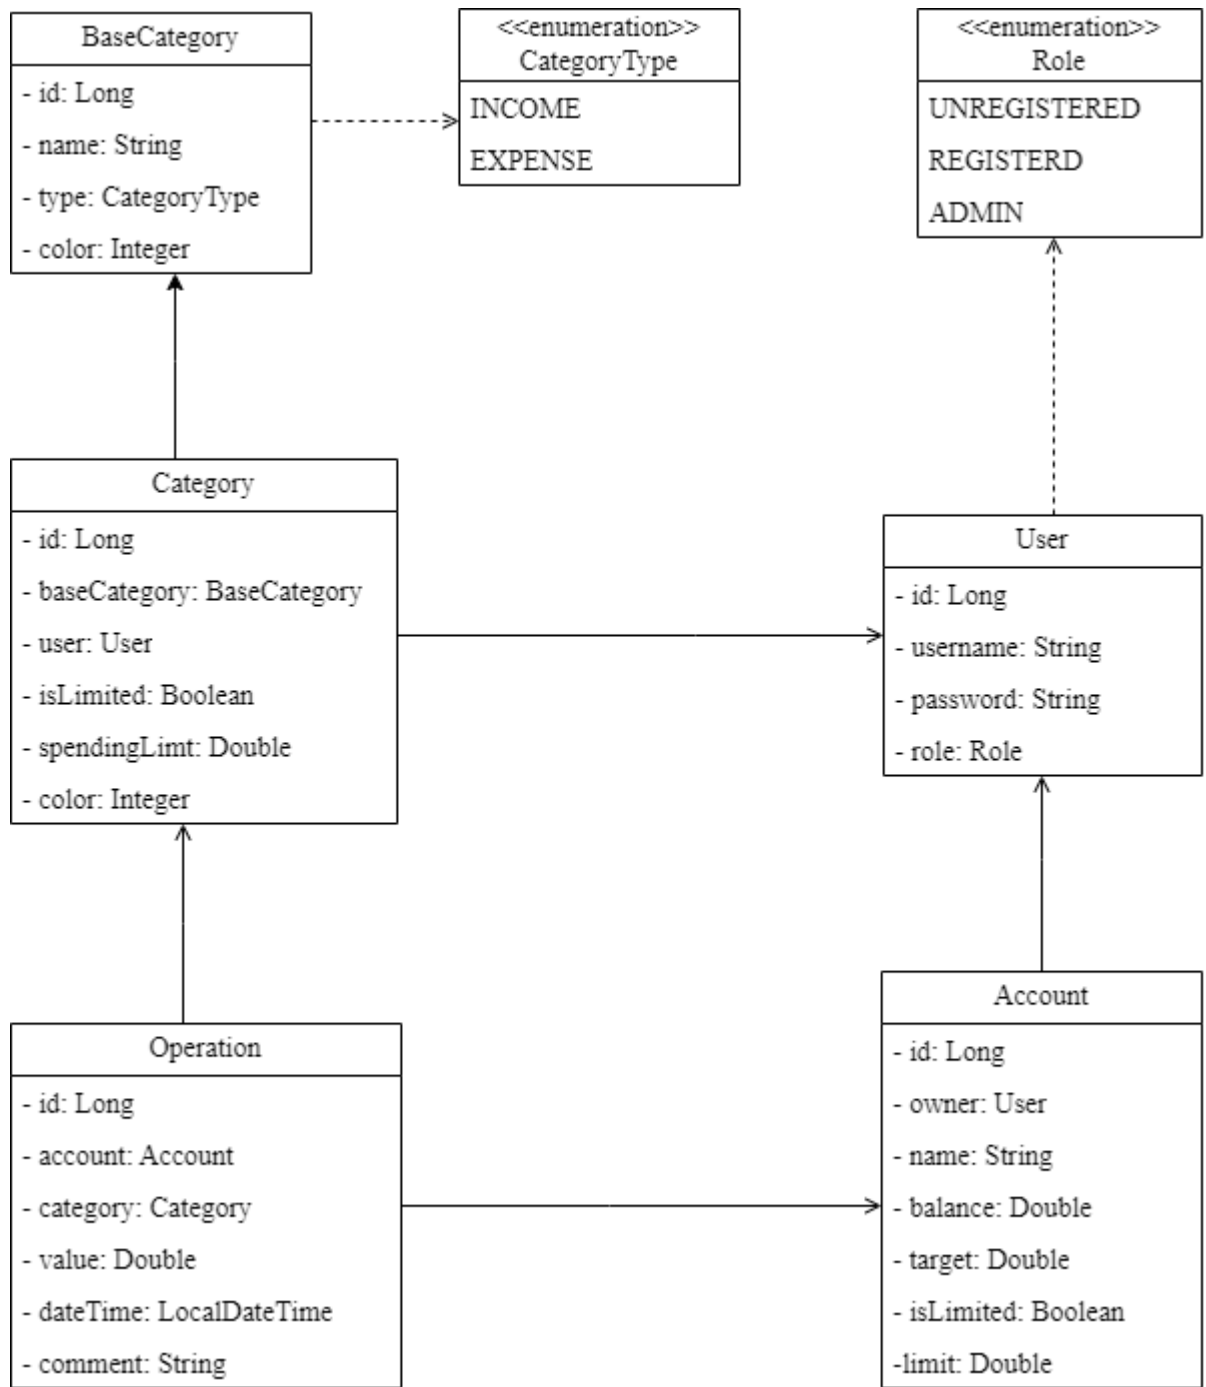 BaseCategory
- id: Long
- name: String
- type: CategoryType
- color: Integer
<<enumeration>>
CategoryType
INCOME
EXPENSE
<<enumeration>>
Role
UNREGISTERED
REGISTERD
ADMIN
Category
- id: Long
- baseCategory: BaseCategory
- user: User
- isLimited: Boolean
- spendingLimt: Double
- color: Integer
User
- id: Long
- username: String
- password: String
- role: Role
Operation
- id: Long
- account: Account
- category: Category
- value: Double
- dateTime: LocalDateTime
- comment: String
Account
- id: Long
- owner: User
- name: String
- balance: Double
- target: Double
- isLimited: Boolean
-limit: Double